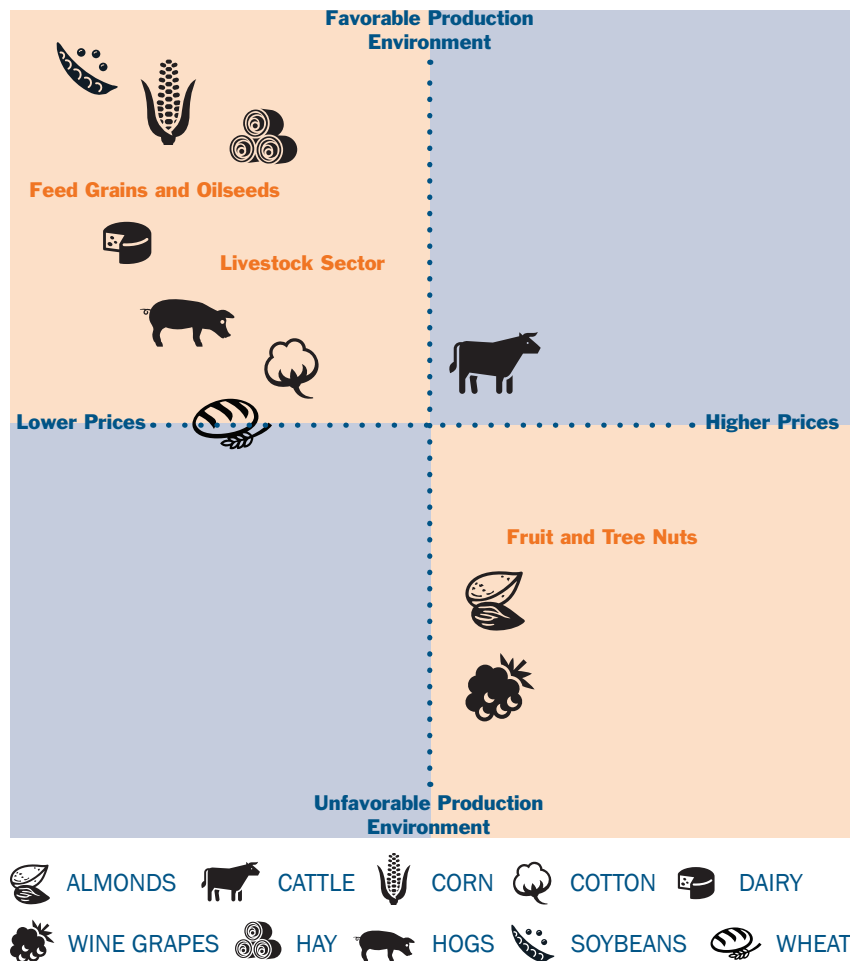 Favorable Production
Environment
Feed Grains and Oilseeds
Livestock Sector
Lower Prices
Higher Prices
Fruit and Tree Nuts
Unfavorable Production
Environment
ALMONDS CATTLE CORN COTTON DAIRY
WINE GRAPES HAY HOGS SOYBEANS WHEAT